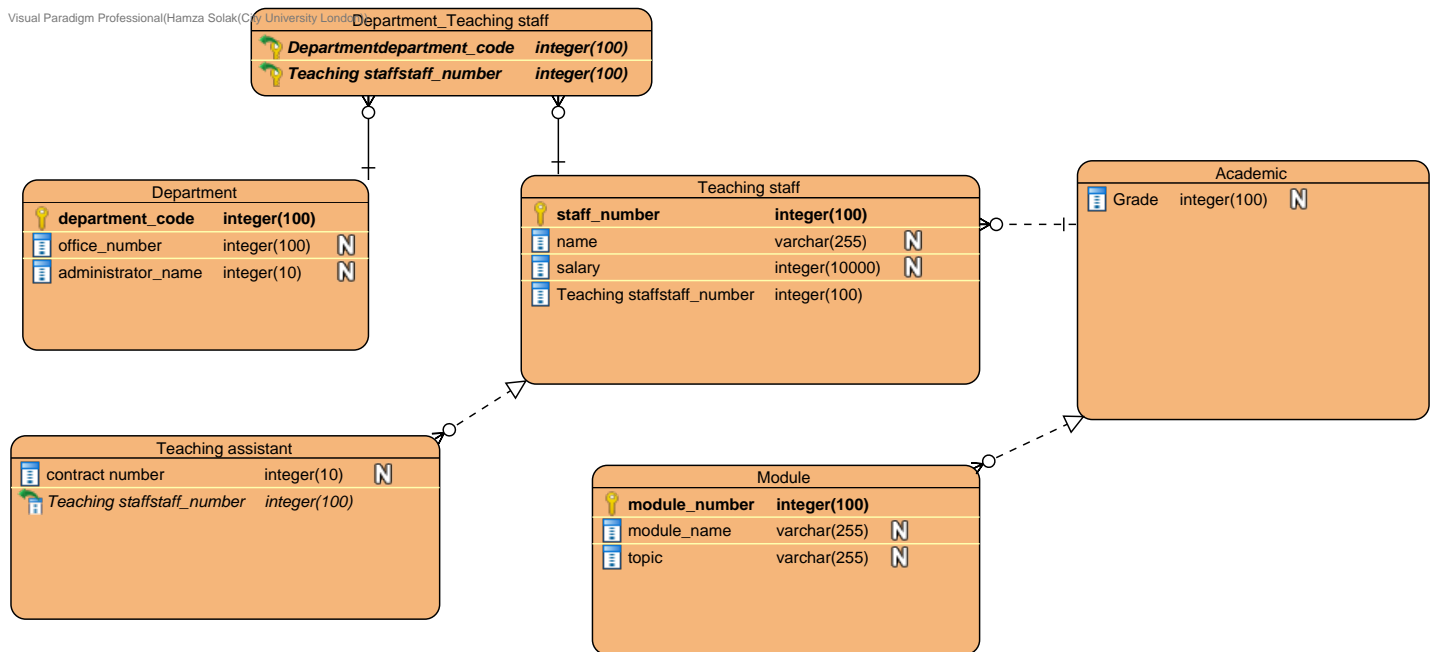 Visual Paradigm Professional(Hamza Solak(City University London))
Department_Teaching staff
Departmentdepartment_code integer(100)
Teaching staffstaff_number integer(100)
Department
department_code integer(100)
office_number integer(100) N
administrator_name integer(10) N
Teaching staff
staff_number integer(100)
name varchar(255) N
salary integer(10000) N
Teaching staffstaff_number integer(100)
Academic
Grade integer(100) N
Teaching assistant
contract number integer(10) N
Teaching staffstaff_number integer(100)
Module
module_number integer(100)
module_name varchar(255) N
topic varchar(255) N